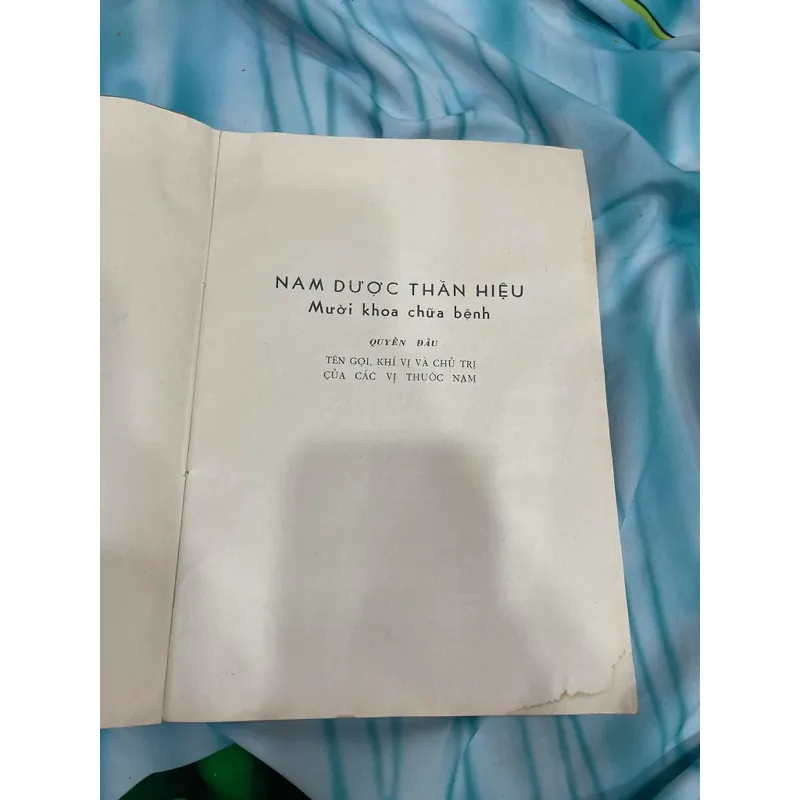 NAM DƯỢC THẦN HIỆU
Mười khoa chữa bệnh
QUYỂN ĐẦU
TÊN GỌI, KHÍ VỊ VÀ CHỦ TRỊ
CỦA CÁC VỊ THUỐC NAM